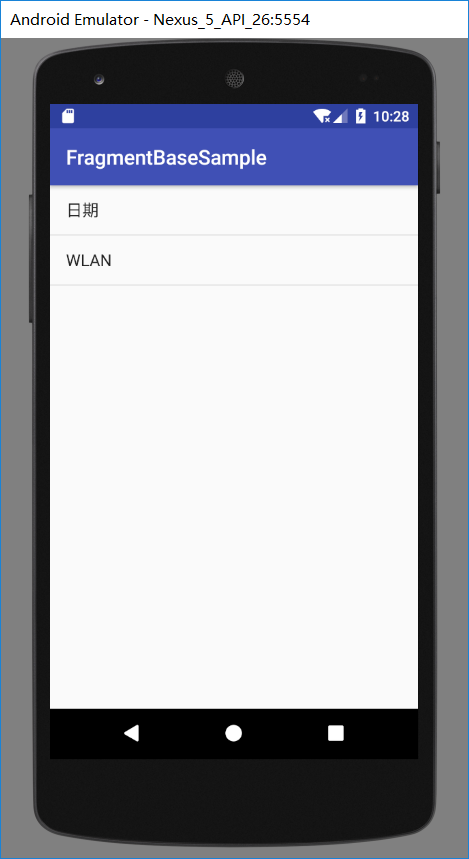 Android Emulator - Nexus_5_API_26:5554
10:28
FragmentBaseSample
日期
WLAN